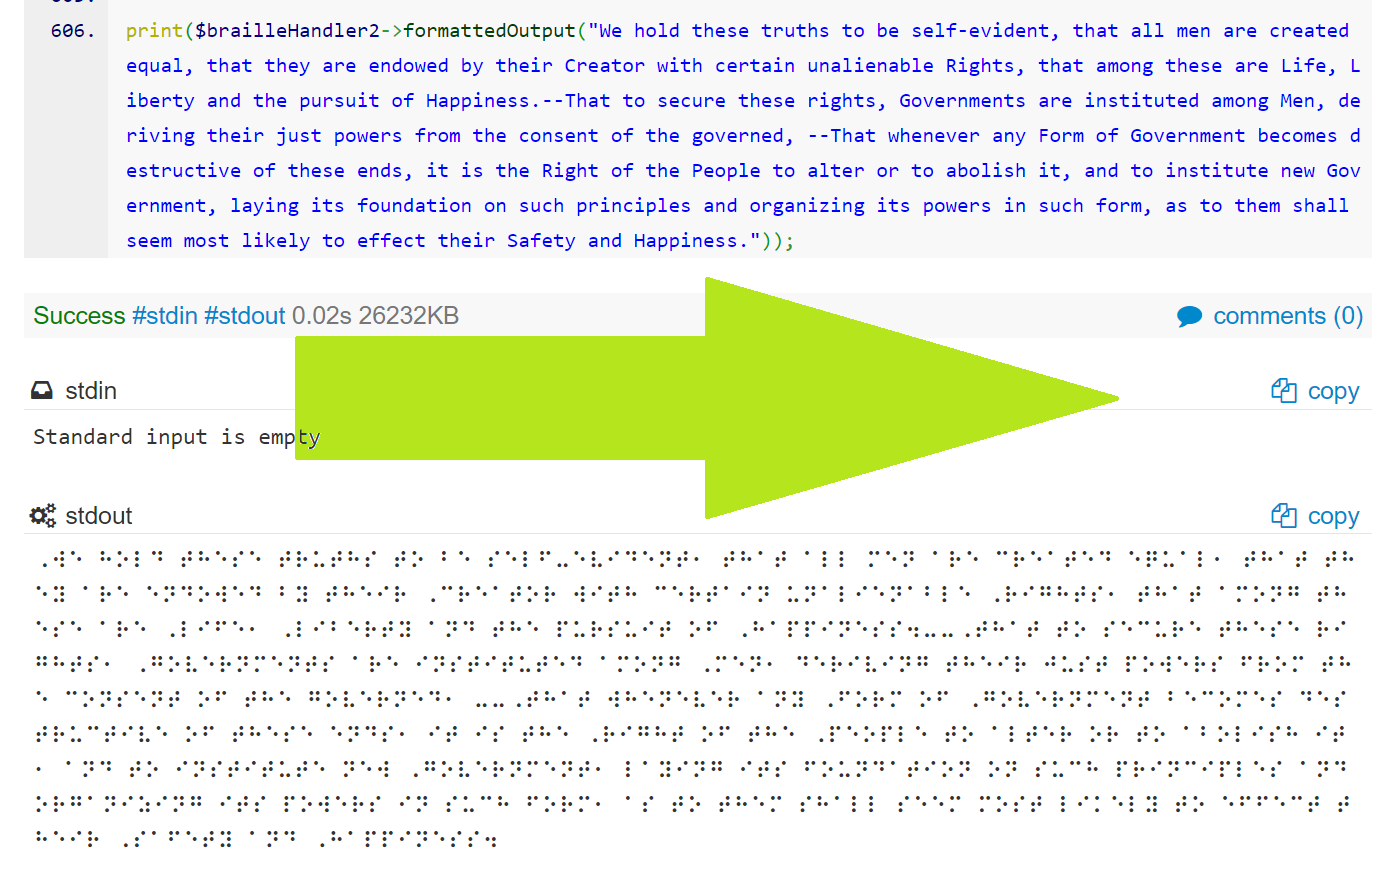 606. print($brailleHandler2->formattedOutput("We hold these truths to be self-evident, that all men are created
equal, that they are endowed by their Creator with certain unalienable Rights, that among these are Life, L
iberty and the pursuit of Happiness.--That to secure these rights, Governments are instituted among Men, de
riving their just powers from the consent of the governed, --That whenever any Form of Government becomes d
estructive of these ends, it is the Right of the People to alter or to abolish it, and to institute new Gov
ernment, laying its foundation on such principles and organizing its powers in such form, as to them shall
seem most likely to effect their Safety and Happiness."));
Success #stdin #stdout 0.02s 26232KB comments (0)
stdin copy
Standard input is empty
stdout copy
⠠⠺⠑ ⠓⠕⠇⠙ ⠞⠓⠑⠎⠑ ⠞⠗⠥⠞⠓⠎ ⠞⠕ ⠃⠑ ⠎⠑⠇⠋⠤⠑⠧⠊⠙⠑⠝⠞⠂ ⠞⠓⠁⠞ ⠁⠇⠇ ⠍⠑⠝ ⠁⠗⠑ ⠉⠗⠑⠁⠞⠑⠙ ⠑⠟⠥⠁⠇⠂ ⠞⠓⠁⠞ ⠞⠓
⠑⠽ ⠁⠗⠑ ⠑⠝⠙⠕⠺⠑⠙ ⠃⠽ ⠞⠓⠑⠊⠗ ⠠⠉⠗⠑⠁⠞⠕⠗ ⠺⠊⠞⠓ ⠉⠑⠗⠞⠁⠊⠝ ⠥⠝⠁⠇⠊⠑⠝⠁⠃⠇⠑ ⠠⠗⠊⠛⠓⠞⠎⠂ ⠞⠓⠁⠞ ⠁⠍⠕⠝⠛ ⠞⠓
⠑⠎⠑ ⠁⠗⠑ ⠠⠇⠊⠋⠑⠂ ⠠⠇⠊⠃⠑⠗⠞⠽ ⠁⠝⠙ ⠞⠓⠑ ⠏⠥⠗⠎⠥⠊⠞ ⠕⠋ ⠠⠓⠁⠏⠏⠊⠝⠑⠎⠎⠲⠤⠤⠠⠞⠓⠁⠞ ⠞⠕ ⠎⠑⠉⠥⠗⠑ ⠞⠓⠑⠎⠑ ⠗⠊
⠛⠓⠞⠎⠂ ⠠⠛⠕⠧⠑⠗⠝⠍⠑⠝⠞⠎ ⠁⠗⠑ ⠊⠝⠎⠞⠊⠞⠥⠞⠑⠙ ⠁⠍⠕⠝⠛ ⠠⠍⠑⠝⠂ ⠙⠑⠗⠊⠧⠊⠝⠛ ⠞⠓⠑⠊⠗ ⠚⠥⠎⠞ ⠏⠕⠺⠑⠗⠎ ⠋⠗⠕⠍ ⠞⠓
⠑ ⠉⠕⠝⠎⠑⠝⠞ ⠕⠋ ⠞⠓⠑ ⠛⠕⠧⠑⠗⠝⠑⠙⠂ ⠤⠤⠠⠞⠓⠁⠞ ⠺⠓⠑⠝⠑⠧⠑⠗ ⠁⠝⠽ ⠠⠋⠕⠗⠍ ⠕⠋ ⠠⠛⠕⠧⠑⠗⠝⠍⠑⠝⠞ ⠃⠑⠉⠕⠍⠑⠎ ⠙⠑⠎
⠞⠗⠥⠉⠞⠊⠧⠑ ⠕⠋ ⠞⠓⠑⠎⠑ ⠑⠝⠙⠎⠂ ⠊⠞ ⠊⠎ ⠞⠓⠑ ⠠⠗⠊⠛⠓⠞ ⠕⠋ ⠞⠓⠑ ⠠⠏⠑⠕⠏⠇⠑ ⠞⠕ ⠁⠇⠞⠑⠗ ⠕⠗ ⠞⠕ ⠁⠃⠕⠇⠊⠎⠓ ⠊⠞
⠂ ⠁⠝⠙ ⠞⠕ ⠊⠝⠎⠞⠊⠞⠥⠞⠑ ⠝⠑⠺ ⠠⠛⠕⠧⠑⠗⠝⠍⠑⠝⠞⠂ ⠇⠁⠽⠊⠝⠛ ⠊⠞⠎ ⠋⠕⠥⠝⠙⠁⠞⠊⠕⠝ ⠕⠝ ⠎⠥⠉⠓ ⠏⠗⠊⠝⠉⠊⠏⠇⠑⠎ ⠁⠝⠙
⠕⠗⠛⠁⠝⠊⠵⠊⠝⠛ ⠊⠞⠎ ⠏⠕⠺⠑⠗⠎ ⠊⠝ ⠎⠥⠉⠓ ⠋⠕⠗⠍⠂ ⠁⠎ ⠞⠕ ⠞⠓⠑⠍ ⠎⠓⠁⠇⠇ ⠎⠑⠑⠍ ⠍⠕⠎⠞ ⠇⠊⠅⠑⠇⠽ ⠞⠕ ⠑⠋⠋⠑⠉⠞ ⠞
⠓⠑⠊⠗ ⠠⠎⠁⠋⠑⠞⠽ ⠁⠝⠙ ⠠⠓⠁⠏⠏⠊⠝⠑⠎⠎⠲